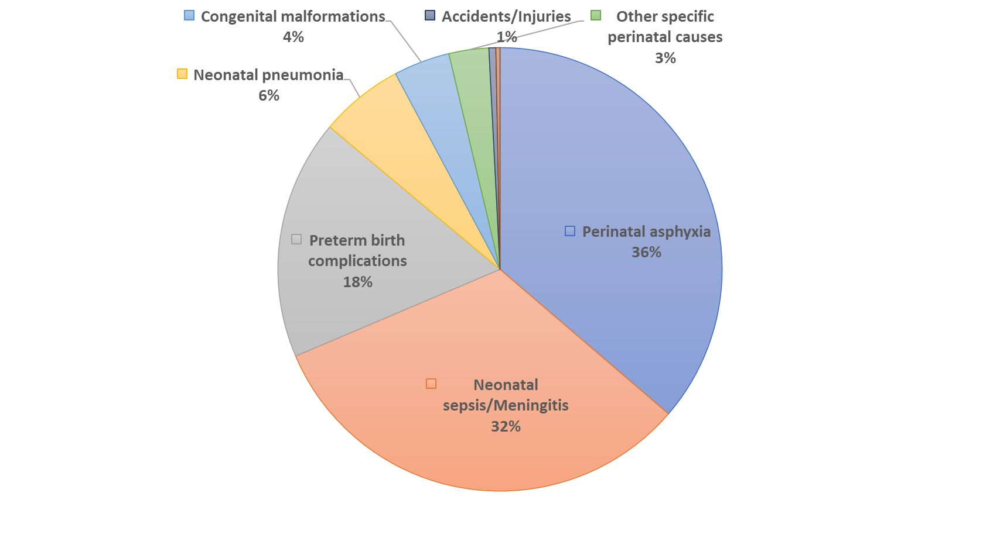 Congenital malformations
4%
Accidents/Injuries
1%
Other specific
perinatal causes
3%
Neonatal pneumonia
6%
Perinatal asphyxia
36%
Preterm birth
complications
18%
Neonatal
sepsis/Meningitis
32%